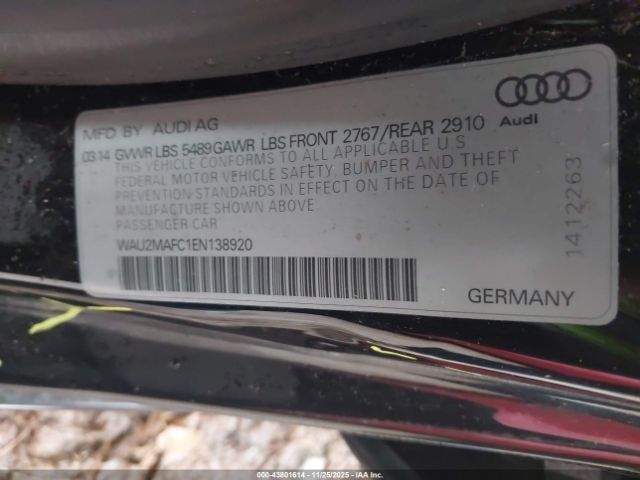 MFD BY AUDI AG
03.14 GVWR LBS 5489 GAWR LBS FRONT 2767/REAR 2910
THIS VEHICLE CONFORMS TO ALL APPLICABLE U S
FEDERAL MOTOR VEHICLE SAFETY, BUMPER AND THEFT
PREVENTION STANDARDS IN EFFECT ON THE DATE OF
MANUFACTURE SHOWN ABOVE
PASSENGER CAR
WAU2MAFC1EN138920
Audi
1412263
GERMANY
000-43801614 - 11/25/2025 - IAAI.com